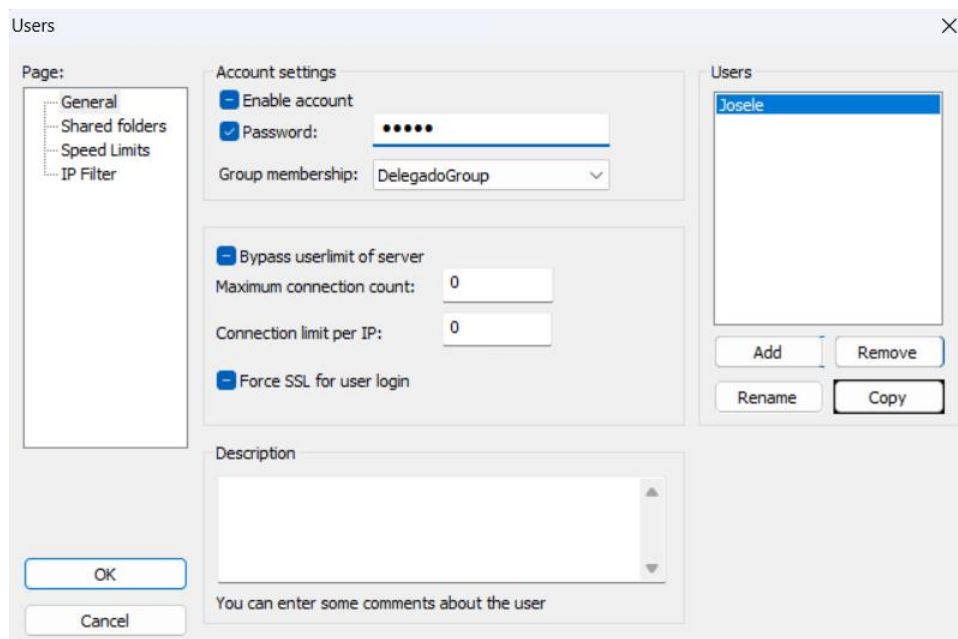 Users
Page:
General
Shared folders
Speed Limits
IP Filter
OK
Cancel
Account settings
Enable account
Password: •••••
Group membership: DelegadoGroup
Bypass userlimit of server
Maximum connection count: 0
Connection limit per IP: 0
Force SSL for user login
Description
You can enter some comments about the user
Users
Josele
Add Remove
Rename Copy